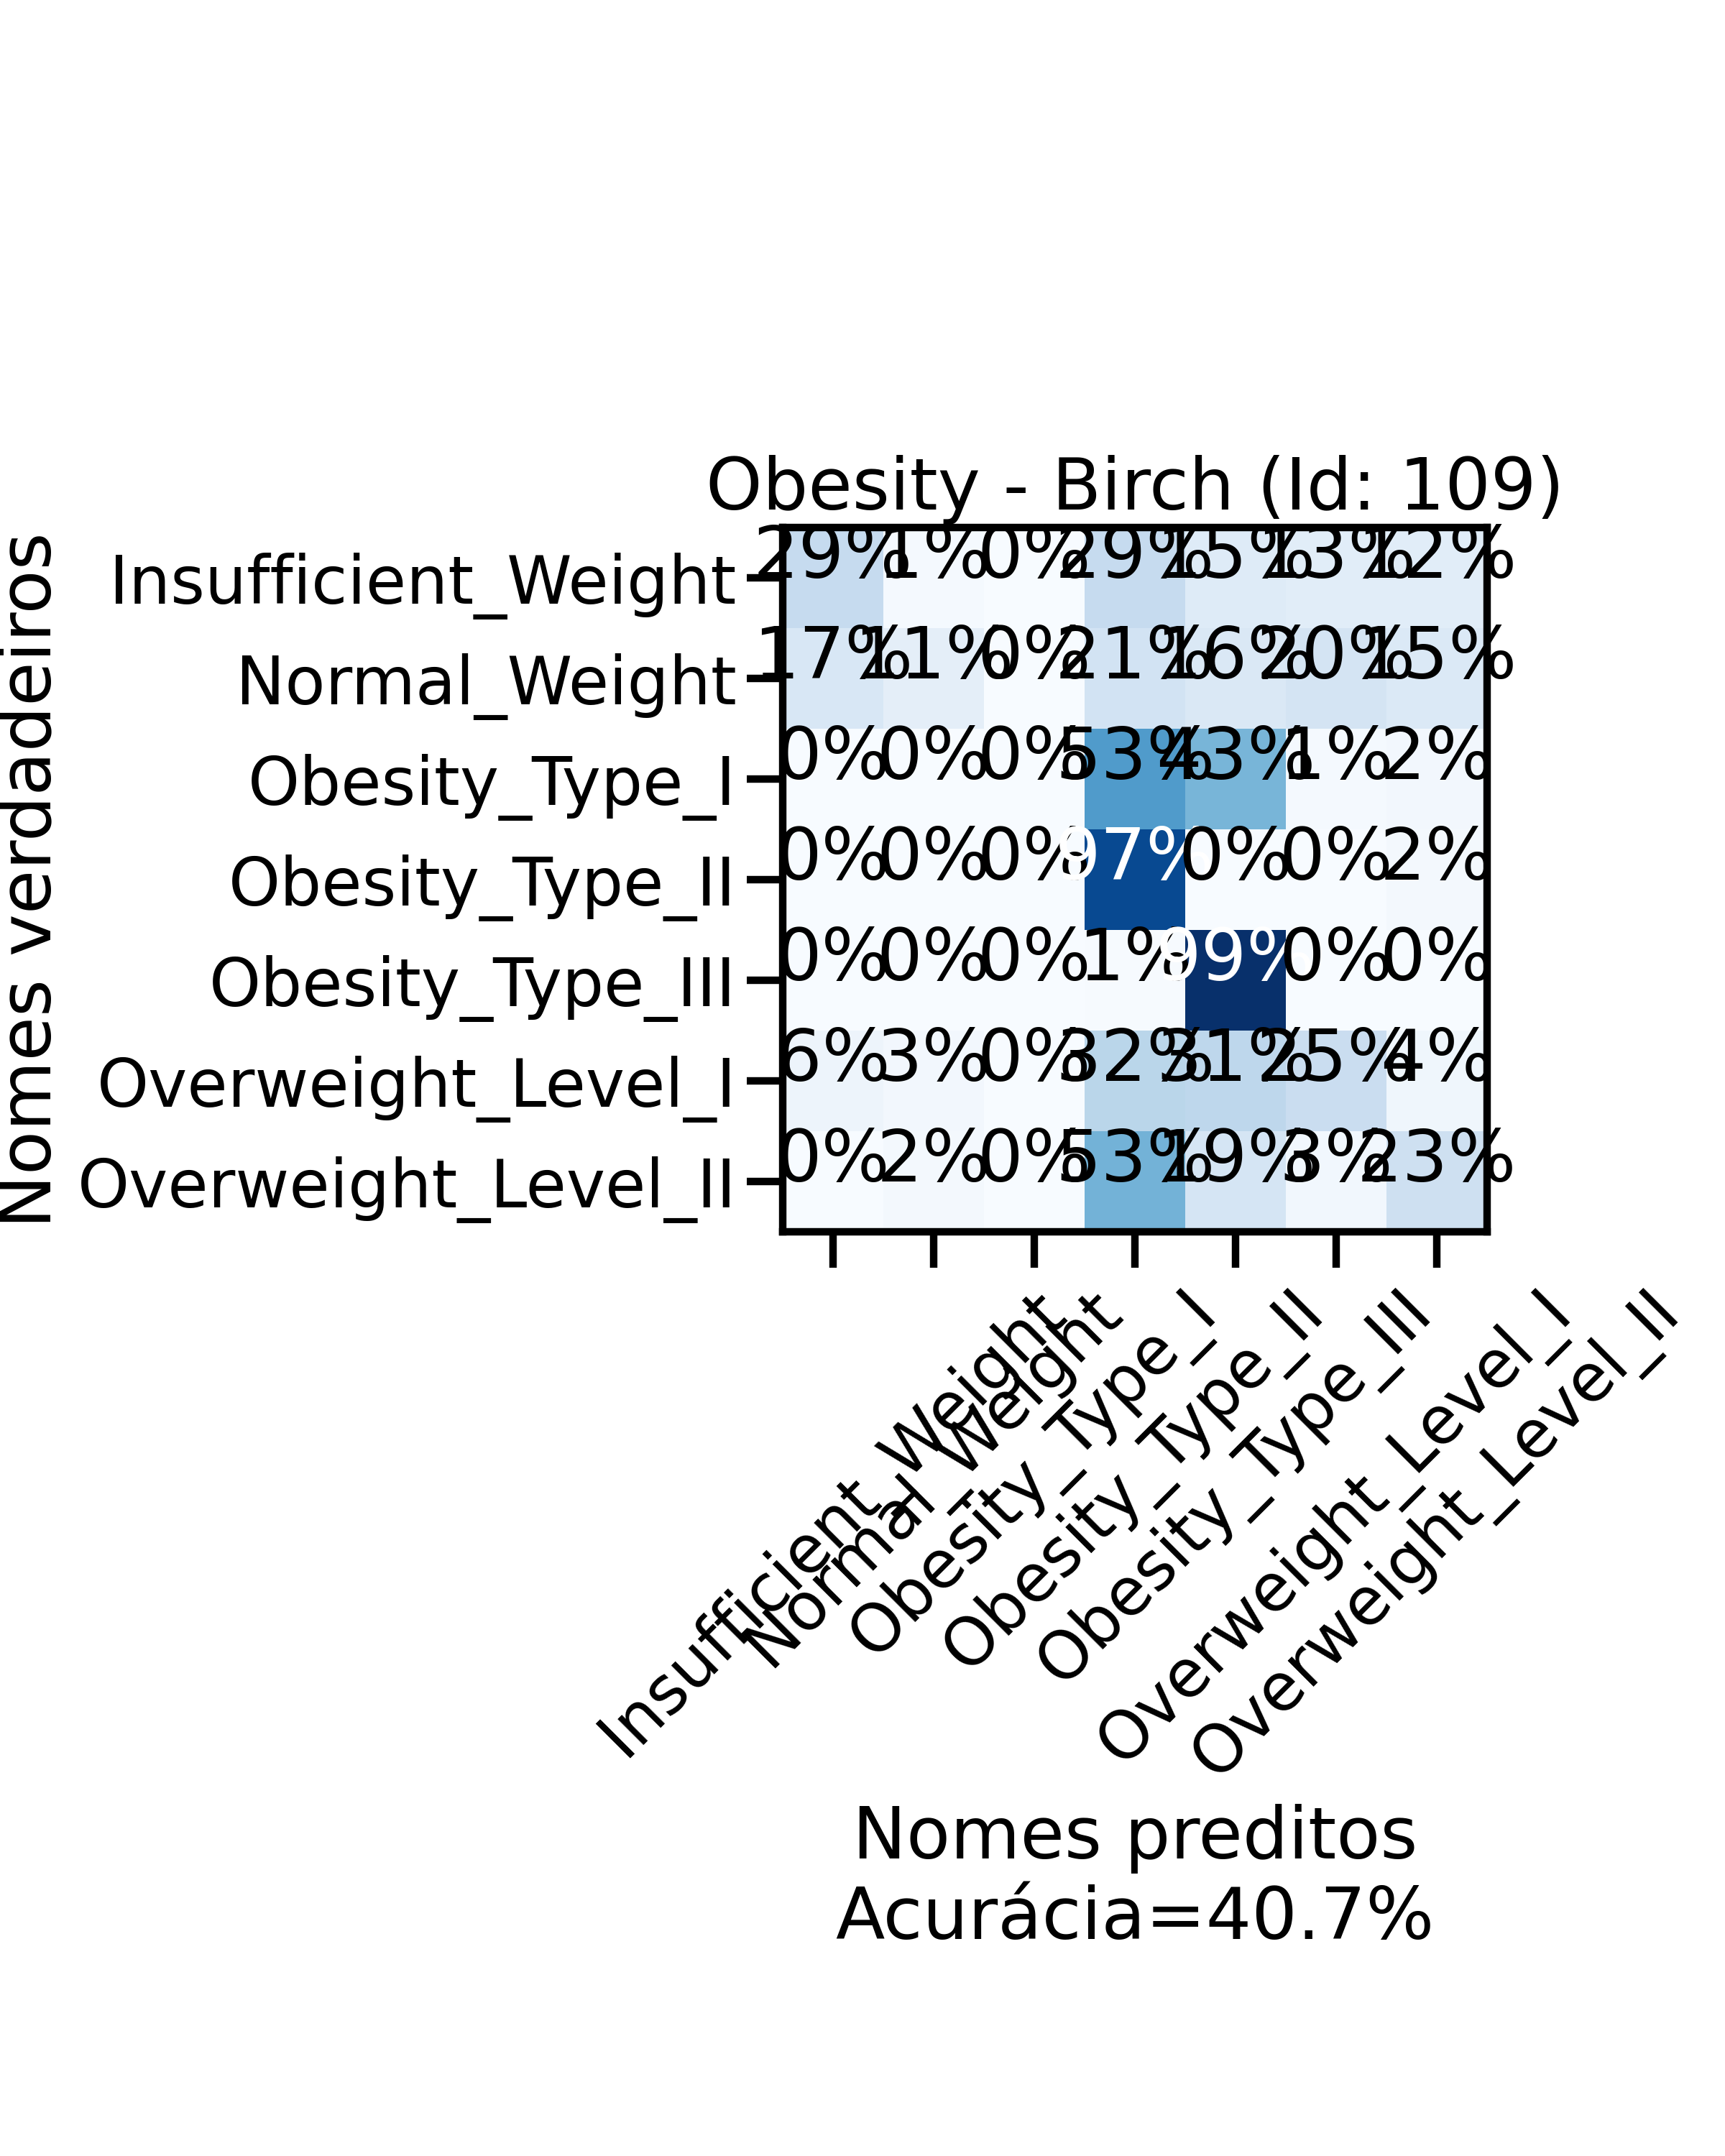 Obesity - Birch (Id: 109)
Nomes verdadeiros
Insufficient_Weight 29% 1% 0% 29% 15% 13% 12%
Normal_Weight 17% 11% 0% 21% 16% 20% 15%
Obesity_Type_I 0% 0% 0% 53% 43% 1% 2%
Obesity_Type_II 0% 0% 0% 97% 0% 0% 2%
Obesity_Type_III 0% 0% 0% 1% 99% 0% 0%
Overweight_Level_I 6% 3% 0% 32% 31% 25% 4%
Overweight_Level_II 0% 2% 0% 53% 19% 3% 23%
Insufficient_Weight
Normal_Weight
Obesity_Type_I
Obesity_Type_II
Obesity_Type_III
Overweight_Level_I
Overweight_Level_II
Nomes preditos
Acurácia=40.7%